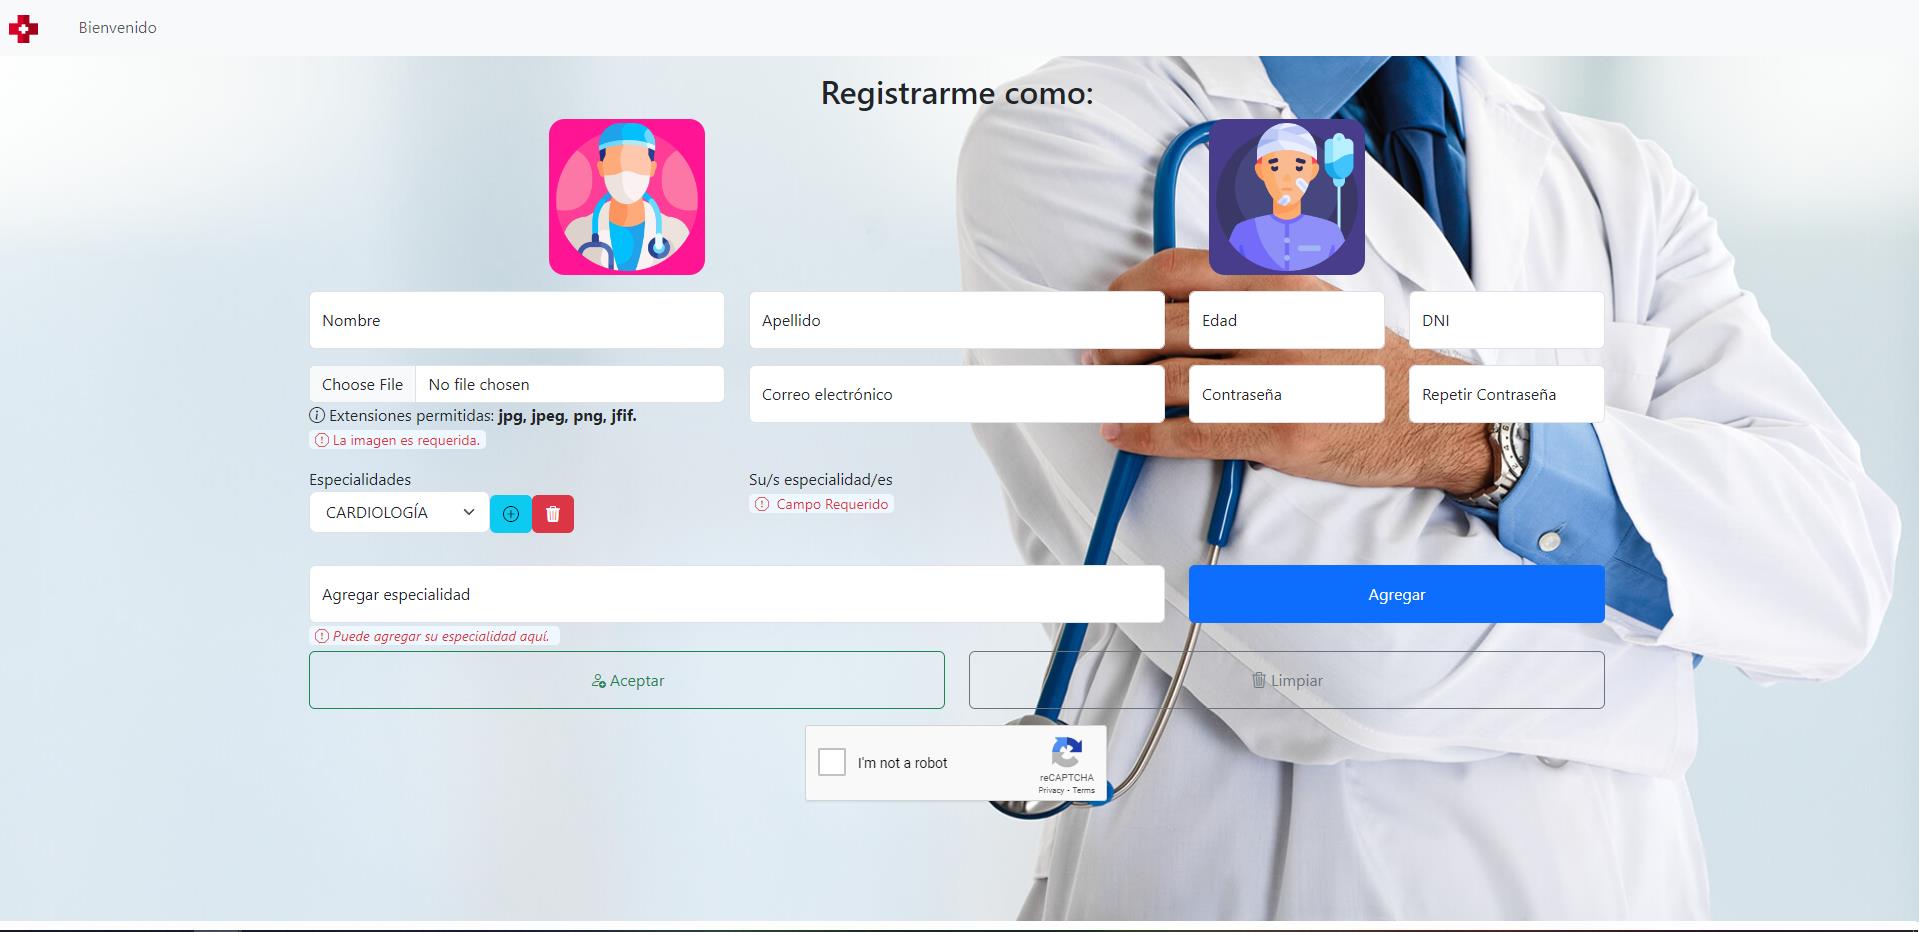 Bienvenido
Registrarme como:
Nombre
Apellido
Edad
DNI
Choose File No file chosen
Correo electrónico
Contraseña
Repetir Contraseña
Extensiones permitidas: jpg, jpeg, png, jfif.
La imagen es requerida.
Especialidades
Su/s especialidad/es
CARDIOLOGÍA
Campo Requerido
Agregar especialidad
Agregar
Puede agregar su especialidad aquí.
Aceptar
Limpiar
I'm not a robot
reCAPTCHA
Privacy - Terms